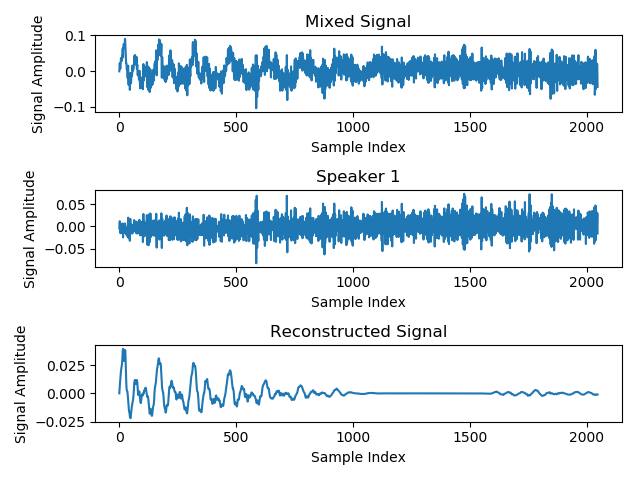 Mixed Signal
0.1
0.0
−0.1
Signal Amplitude
0 500 1000 1500 2000
Sample Index
Speaker 1
0.05
0.00
−0.05
Signal Amplitude
0 500 1000 1500 2000
Sample Index
Reconstructed Signal
0.025
0.000
−0.025
Signal Amplitude
0 500 1000 1500 2000
Sample Index